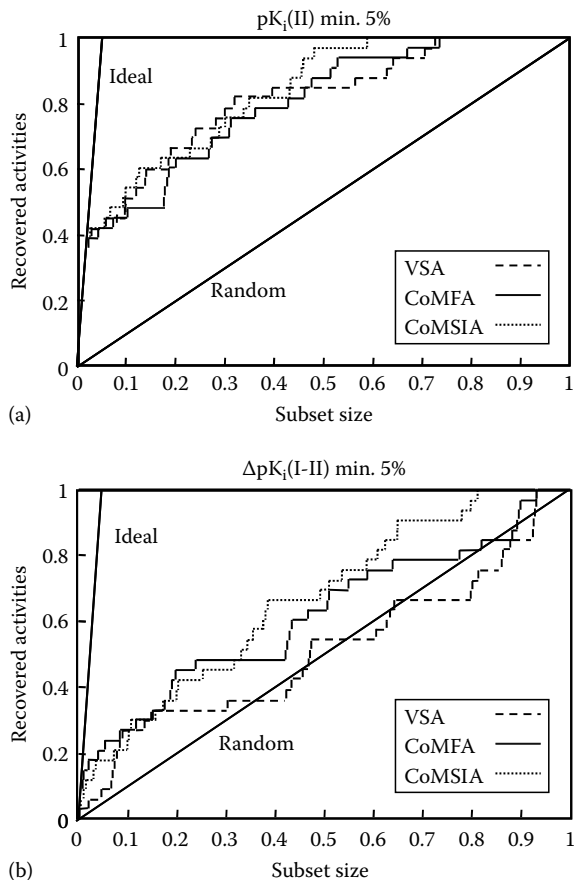 pKi(II) min. 5%
1
0.8
0.6
0.4
0.2
0
Recovered activities
Ideal
Random
VSA
CoMFA
CoMSIA
0 0.1 0.2 0.3 0.4 0.5 0.6 0.7 0.8 0.9 1
Subset size
(a)
ΔpKi(I-II) min. 5%
1
0.8
0.6
0.4
0.2
0
Recovered activities
Ideal
Random
VSA
CoMFA
CoMSIA
0 0.1 0.2 0.3 0.4 0.5 0.6 0.7 0.8 0.9 1
Subset size
(b)